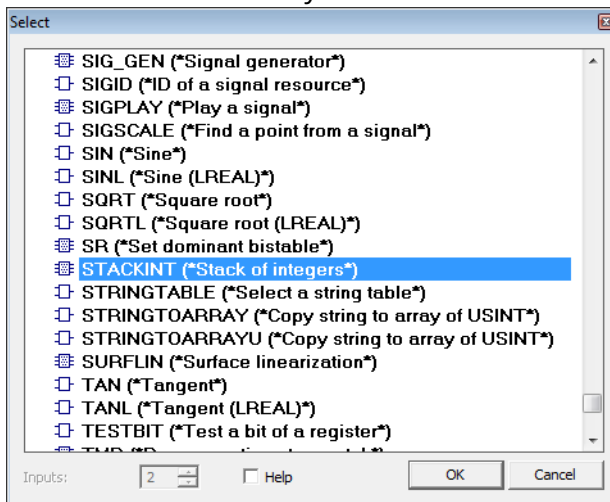 Select
SIG_GEN (*Signal generator*)
SIGID (*ID of a signal resource*)
SIGPLAY (*Play a signal*)
SIGSCALE (*Find a point from a signal*)
SIN (*Sine*)
SINL (*Sine (LREAL)*)
SQRT (*Square root*)
SQRTL (*Square root (LREAL)*)
SR (*Set dominant bistable*)
STACKINT (*Stack of integers*)
STRINGTABLE (*Select a string table*)
STRINGTOARRAY (*Copy string to array of USINT*)
STRINGTOARRAYU (*Copy string to array of USINT*)
SURFLIN (*Surface linearization*)
TAN (*Tangent*)
TANL (*Tangent (LREAL)*)
TESTBIT (*Test a bit of a register*)
Inputs: 2 Help OK Cancel